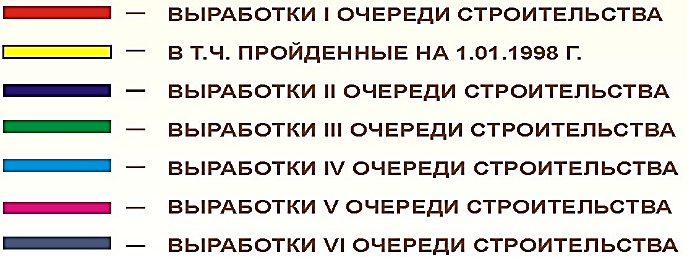 — ВЫРАБОТКИ I ОЧЕРЕДИ СТРОИТЕЛЬСТВА
— В Т.Ч. ПРОЙДЕННЫЕ НА 1.01.1998 Г.
— ВЫРАБОТКИ II ОЧЕРЕДИ СТРОИТЕЛЬСТВА
— ВЫРАБОТКИ III ОЧЕРЕДИ СТРОИТЕЛЬСТВА
— ВЫРАБОТКИ IV ОЧЕРЕДИ СТРОИТЕЛЬСТВА
— ВЫРАБОТКИ V ОЧЕРЕДИ СТРОИТЕЛЬСТВА
— ВЫРАБОТКИ VI ОЧЕРЕДИ СТРОИТЕЛЬСТВА